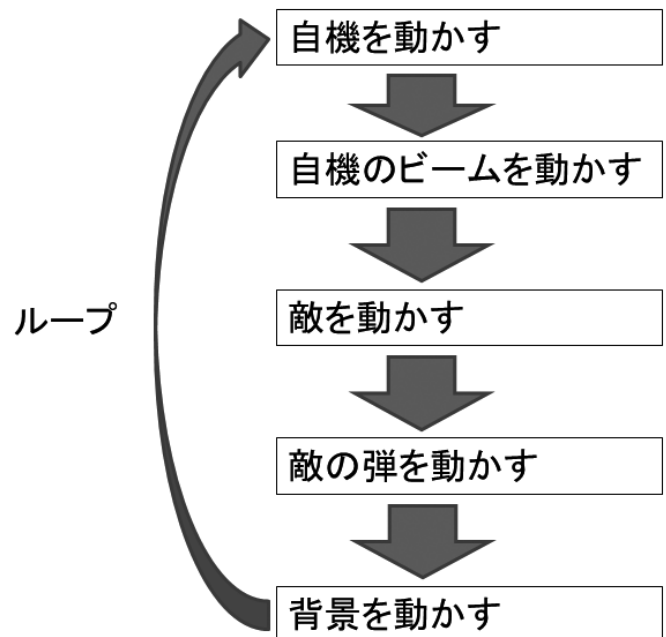 自機を動かす
自機のビームを動かす
敵を動かす
ループ
敵の弾を動かす
背景を動かす